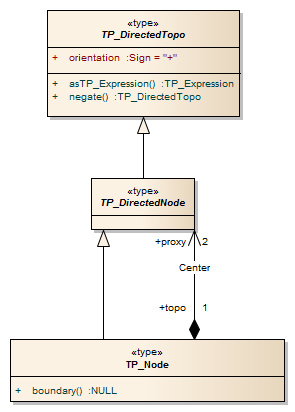 «type»
TP_DirectedTopo
+ orientation :Sign = "+"
+ asTP_Expression() :TP_Expression
+ negate() :TP_DirectedTopo
«type»
TP_DirectedNode
+proxy 2
Center
+topo 1
«type»
TP_Node
+ boundary() :NULL